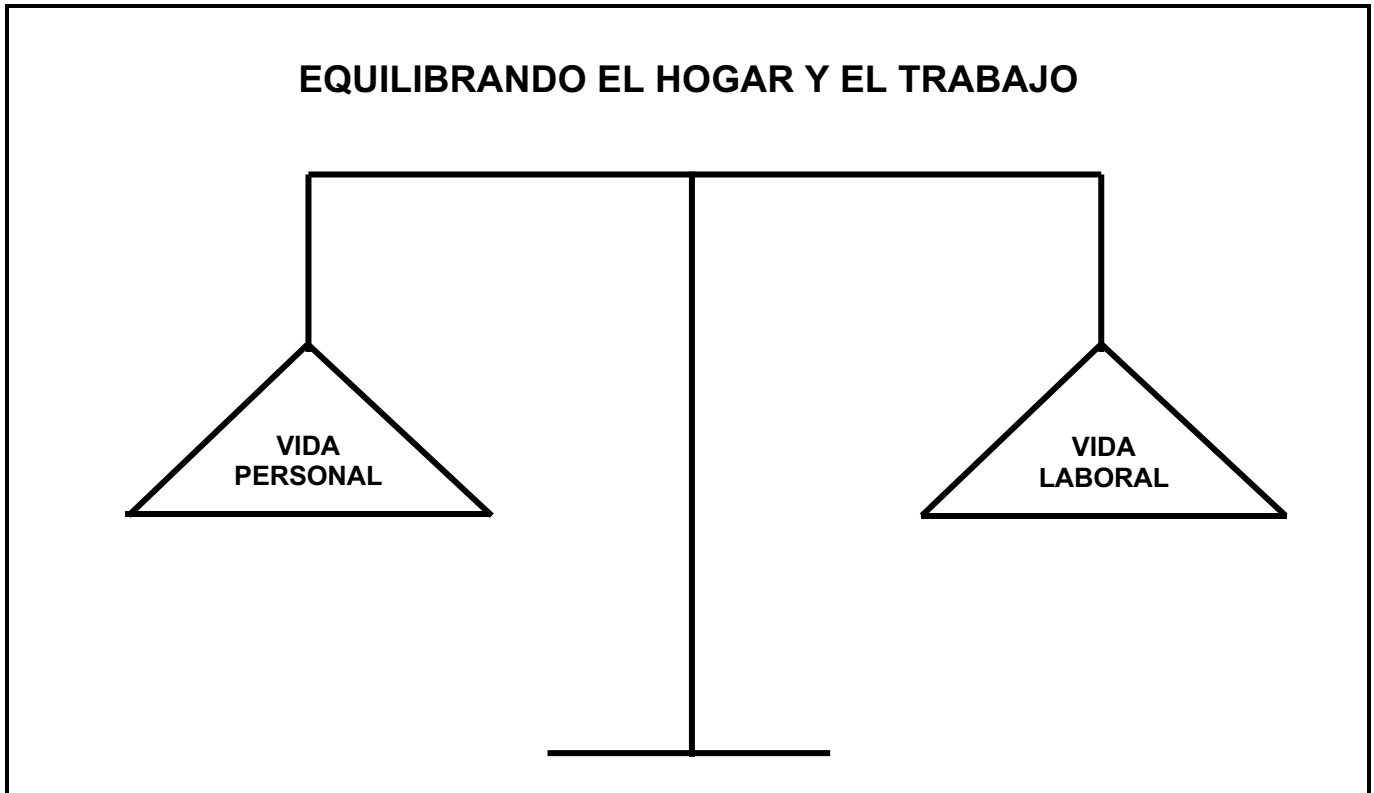 EQUILIBRANDO EL HOGAR Y EL TRABAJO
VIDA
PERSONAL
VIDA
LABORAL